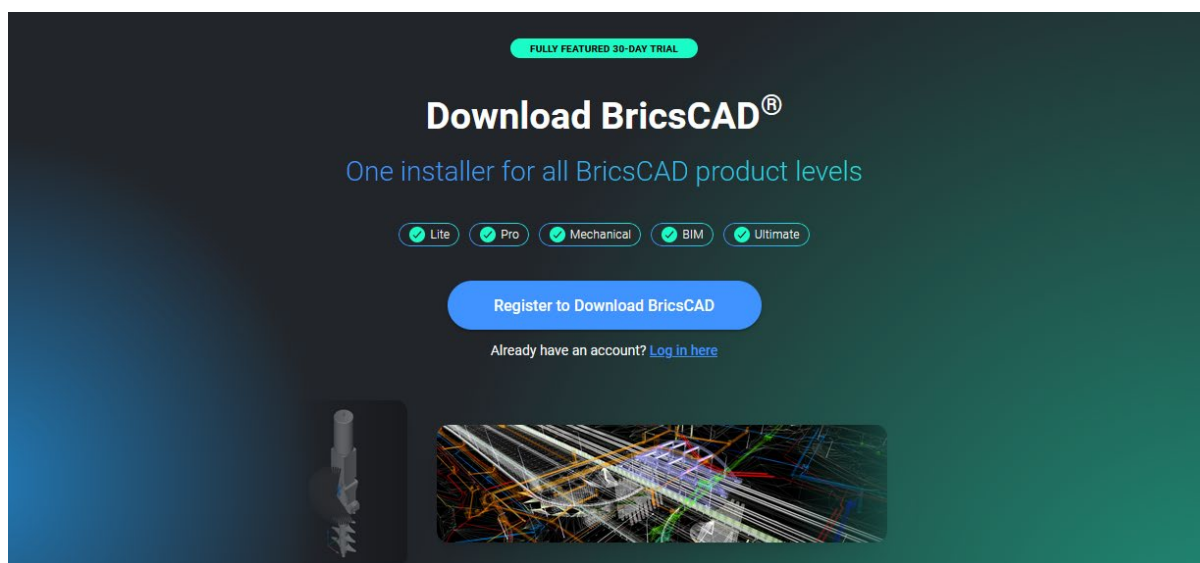 FULLY FEATURED 30-DAY TRIAL
Download BricsCAD®
One installer for all BricsCAD product levels
Lite Pro Mechanical BIM Ultimate
Register to Download BricsCAD
Already have an account? Log in here